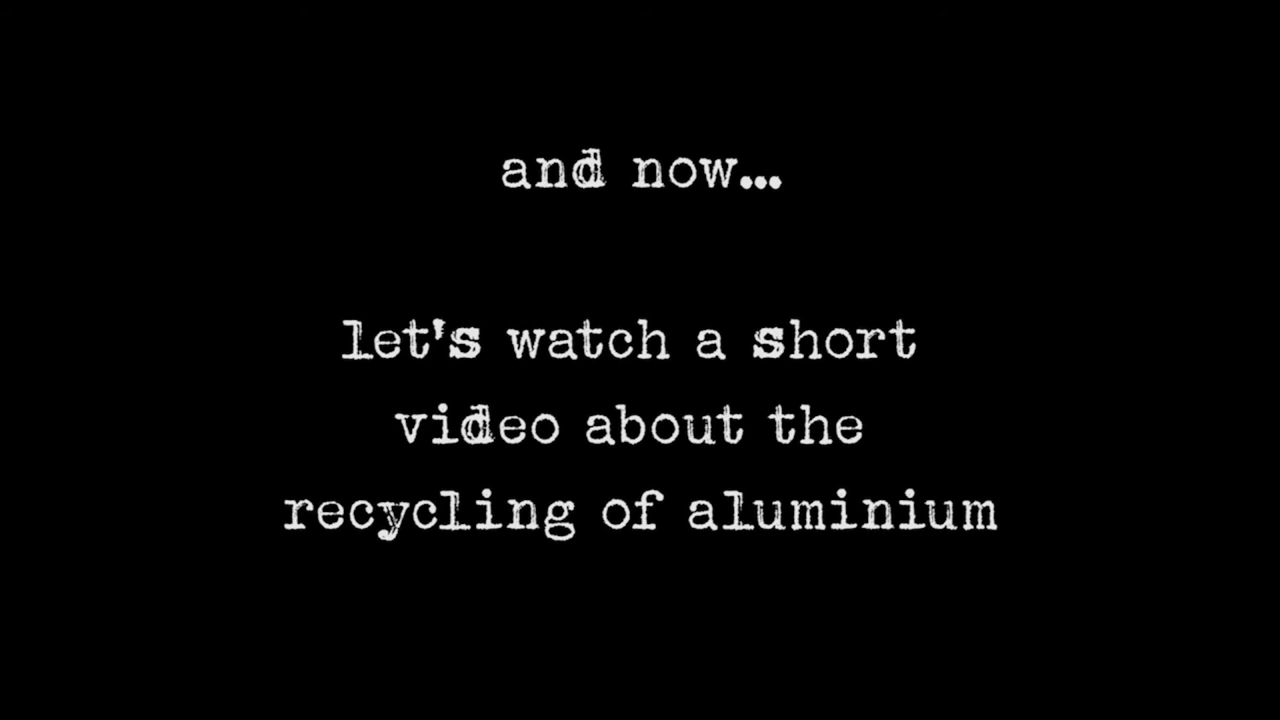 and now...
let's watch a short
video about the
recycling of aluminium